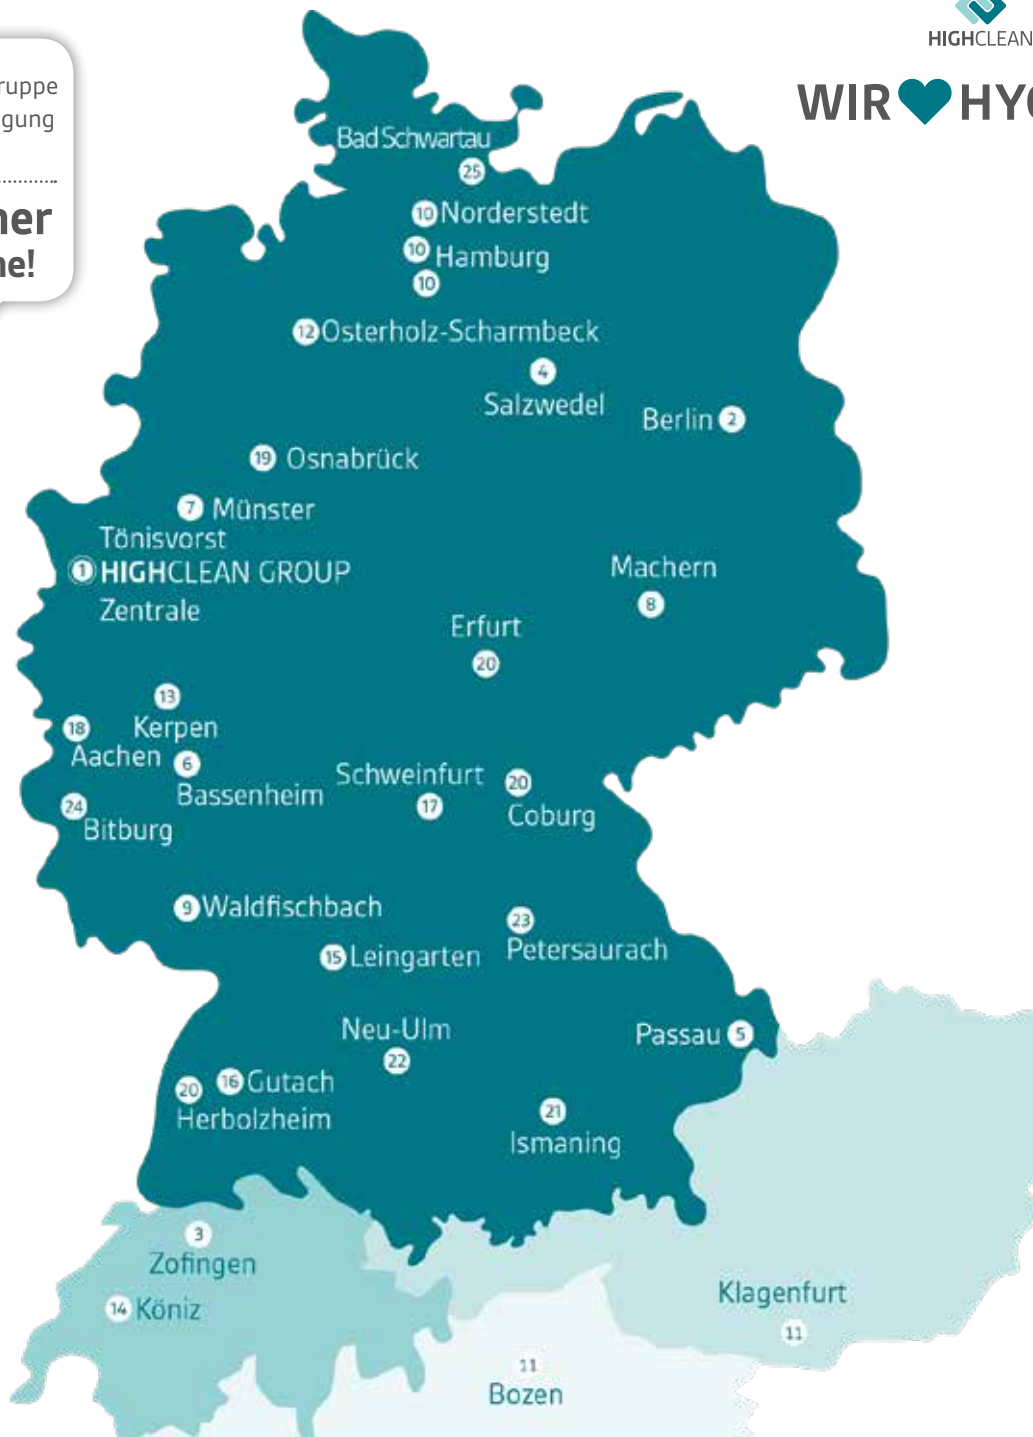 HIGHCLEAN
WIR HY
ruppe
gung
ner
ne!
Bad Schwartau
25
10 Norderstedt
10 Hamburg
10
12 Osterholz-Scharmbeck
4
Salzwedel
Berlin 2
19 Osnabrück
7 Münster
Tönisvorst
1 HIGHCLEAN GROUP
Zentrale
Machern
8
Erfurt
20
13
Kerpen
18
Aachen
6
Bassenheim
24
Bitburg
Schweinfurt
17
20
Coburg
9 Waldfischbach
23
Petersaurach
15 Leingarten
Neu-Ulm
22
Passau 5
16 Gutach
20
Herbolzheim
21
Ismaning
3
Zofingen
14 Köniz
Klagenfurt
11
11
Bozen